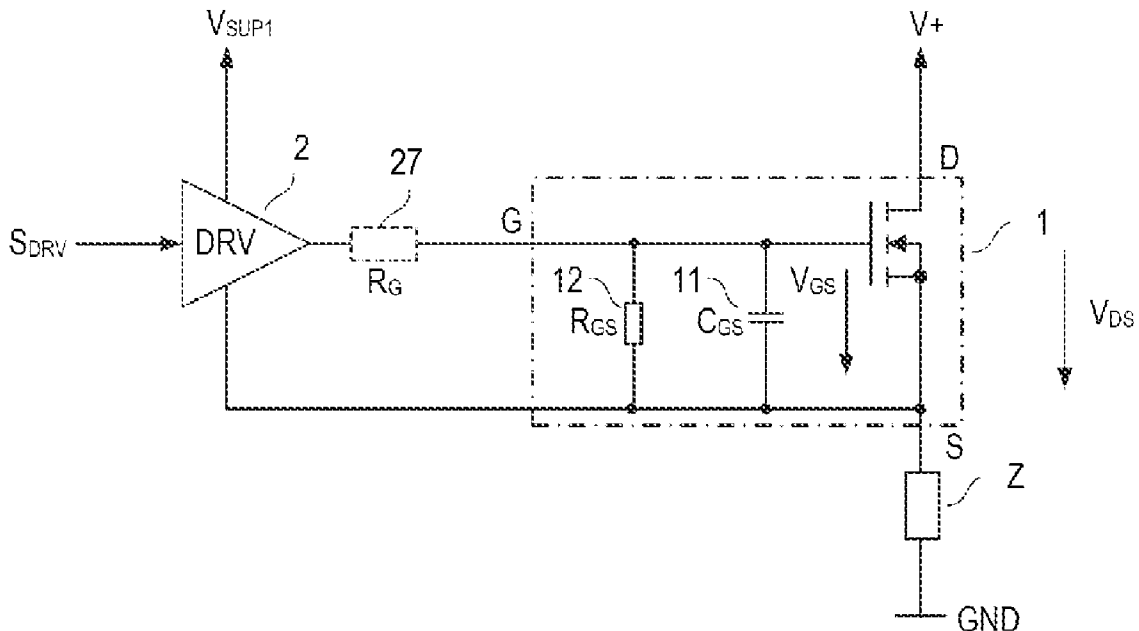 VSUP1
V+
2
27
D
SDRV
DRV
G
1
RG
12
RGS
11
CGS
VGS
VDS
S
Z
GND